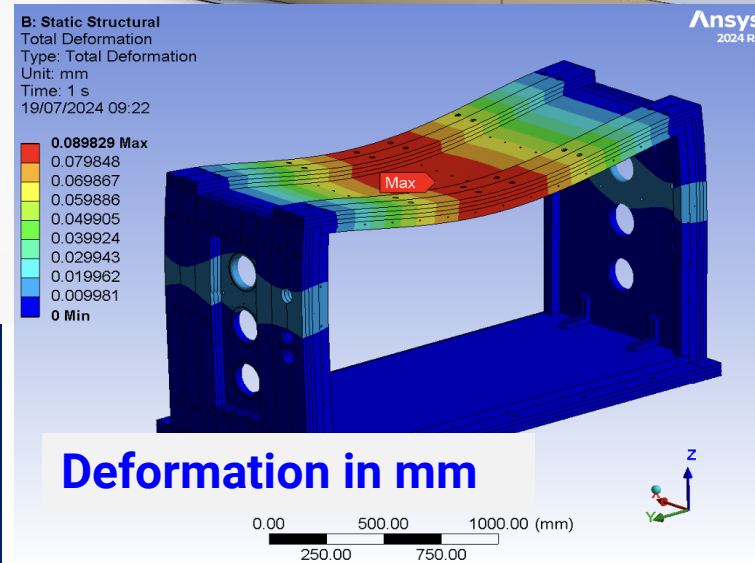 B: Static Structural
Total Deformation
Type: Total Deformation
Unit: mm
Time: 1 s
19/07/2024 09:22
Ansys
2024 R
0.089829 Max
0.079848
0.069867
0.059886
0.049905
0.039924
0.029943
0.019962
0.009981
0 Min
Max
Deformation in mm
Z
X
Y
0.00 500.00 1000.00 (mm)
250.00 750.00